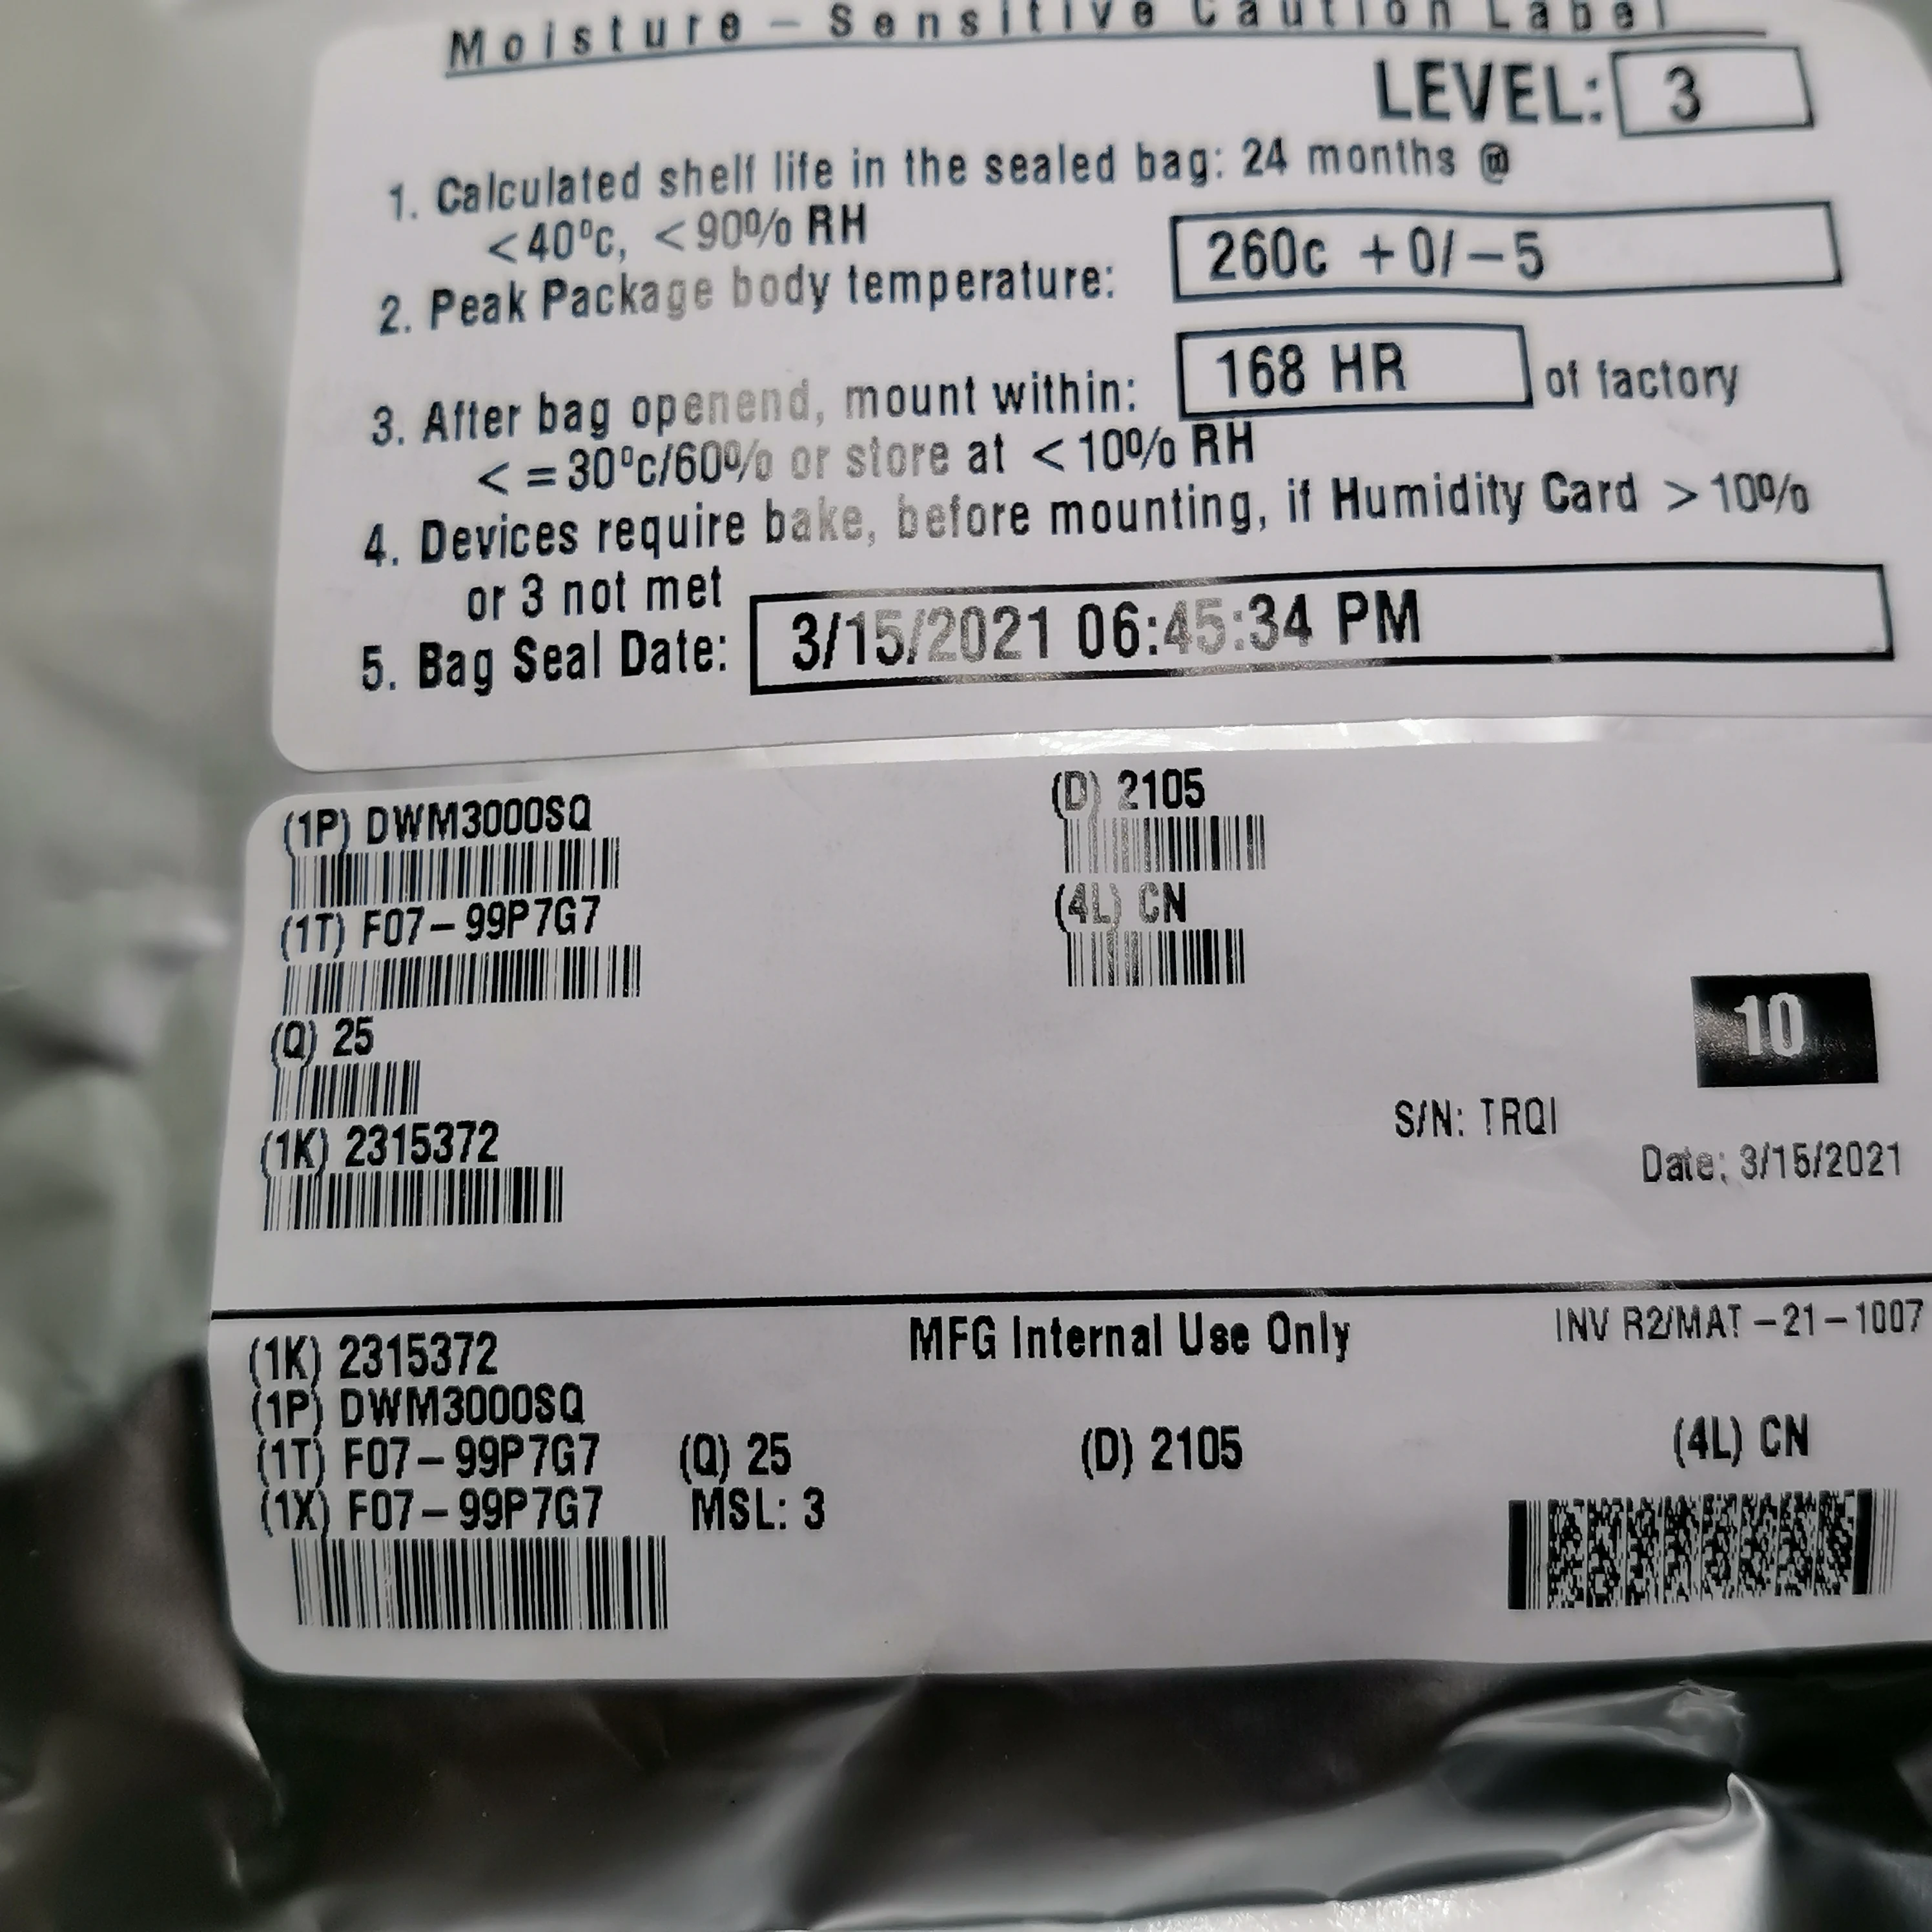 Moisture – Sensitive Caution Label
LEVEL: 3
1. Calculated shelf life in the sealed bag: 24 months @
<40ºc, <90% RH
2. Peak Package body temperature: 260c +0/–5
3. After bag openend, mount within: 168 HR of factory
<=30ºc/60% or store at <10% RH
4. Devices require bake, before mounting, if Humidity Card >10%
or 3 not met
5. Bag Seal Date: 3/15/2021 06:45:34 PM
(1P) DWM3000SQ
(D) 2105
(1T) F07–99P7G7
(4L) CN
(Q) 25
10
(1K) 2315372
S/N: TRQI
Date: 3/15/2021
(1K) 2315372
MFG Internal Use Only
INV R2/MAT–21–1007
(1P) DWM3000SQ
(1T) F07–99P7G7 (Q) 25 (D) 2105 (4L) CN
(1X) F07–99P7G7 MSL: 3